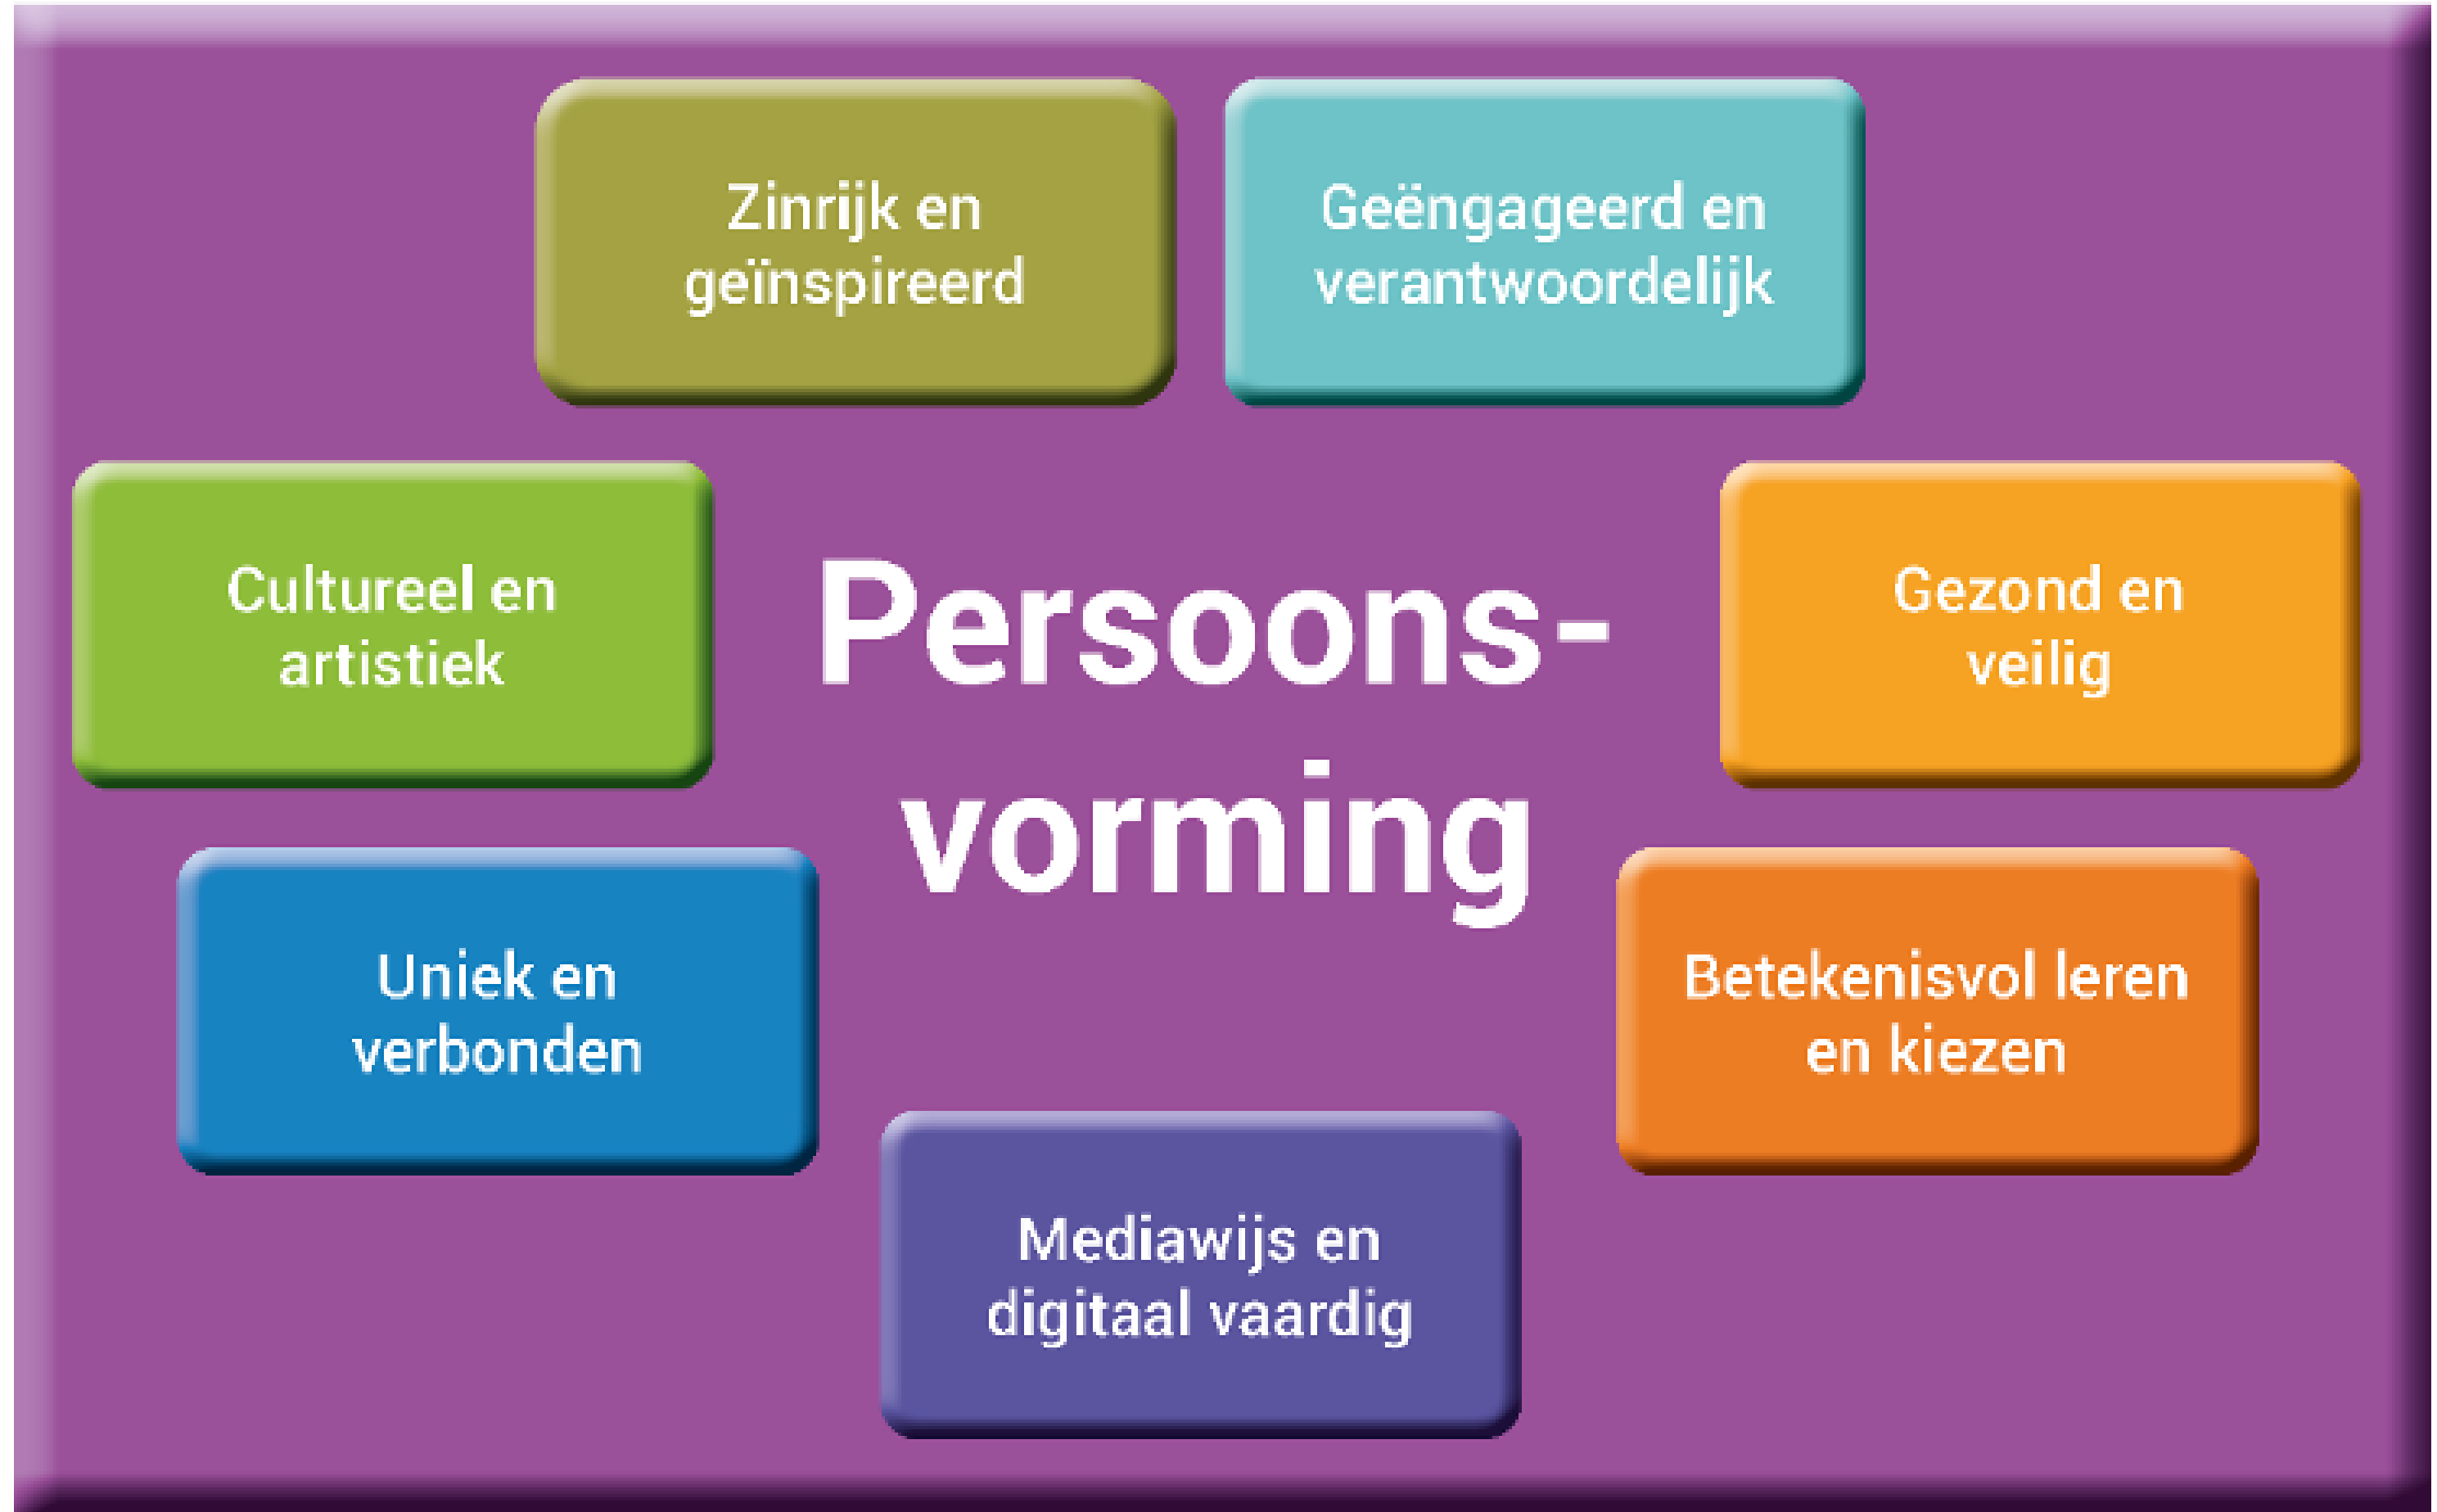 Zinrijk en
geïnspireerd
Geëngageerd en
verantwoordelijk
Cultureel en
artistiek
Persoons-
vorming
Gezond en
veilig
Uniek en
verbonden
Betekenisvol leren
en kiezen
Mediawijs en
digitaal vaardig